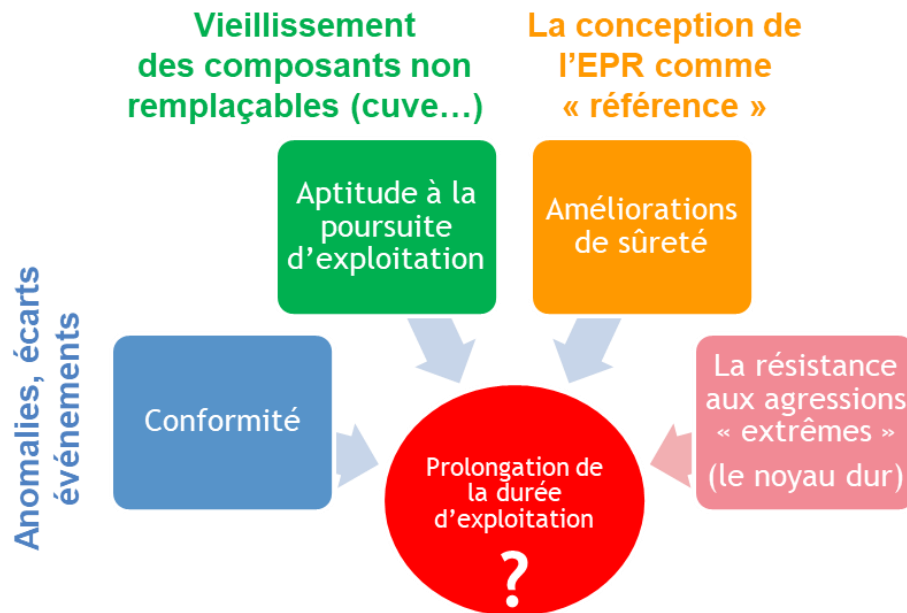 Vieillissement
des composants non
remplaçables (cuve…)
La conception de
l’EPR comme
« référence »
Aptitude à la
poursuite
d’exploitation
Améliorations
de sûreté
Anomalies, écarts
événements
Conformité
La résistance
aux agressions
« extrêmes »
(le noyau dur)
Prolongation de
la durée
d’exploitation
?